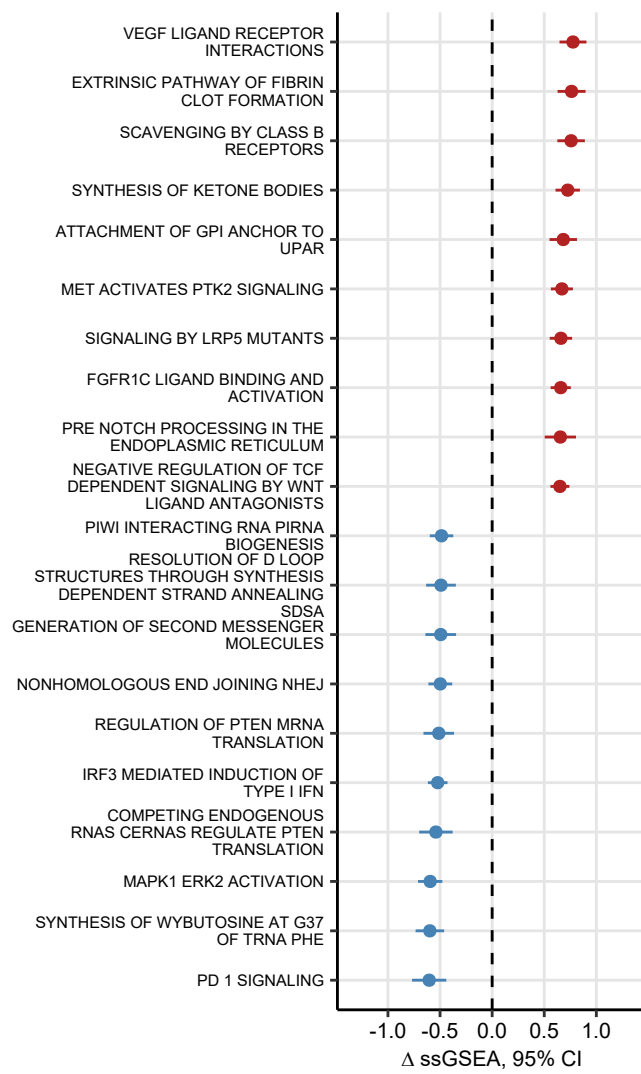 VEGF LIGAND RECEPTOR
INTERACTIONS
EXTRINSIC PATHWAY OF FIBRIN
CLOT FORMATION
SCAVENGING BY CLASS B
RECEPTORS
SYNTHESIS OF KETONE BODIES
ATTACHMENT OF GPI ANCHOR TO
UPAR
MET ACTIVATES PTK2 SIGNALING
SIGNALING BY LRP5 MUTANTS
FGFR1C LIGAND BINDING AND
ACTIVATION
PRE NOTCH PROCESSING IN THE
ENDOPLASMIC RETICULUM
NEGATIVE REGULATION OF TCF
DEPENDENT SIGNALING BY WNT
LIGAND ANTAGONISTS
PIWI INTERACTING RNA PIRNA
BIOGENESIS
RESOLUTION OF D LOOP
STRUCTURES THROUGH SYNTHESIS
DEPENDENT STRAND ANNEALING
SDSA
GENERATION OF SECOND MESSENGER
MOLECULES
NONHOMOLOGOUS END JOINING NHEJ
REGULATION OF PTEN MRNA
TRANSLATION
IRF3 MEDIATED INDUCTION OF
TYPE I IFN
COMPETING ENDOGENOUS
RNAS CERNAS REGULATE PTEN
TRANSLATION
MAPK1 ERK2 ACTIVATION
SYNTHESIS OF WYBUTOSINE AT G37
OF TRNA PHE
PD 1 SIGNALING
-1.0 -0.5 0.0 0.5 1.0
Δ ssGSEA, 95% CI